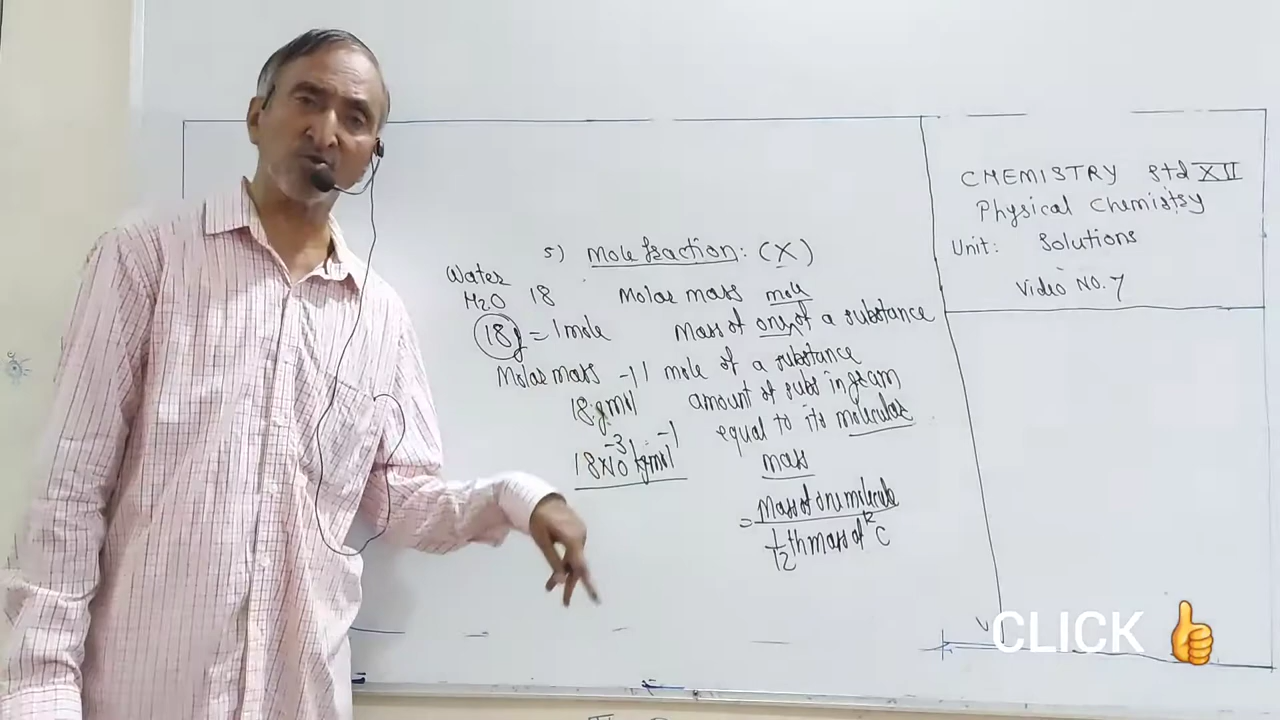 5) Mole fraction: (X)
Water
H₂O 18
18g = 1mole
Molar mass
18 g mol⁻¹
18×10⁻³ kg mol⁻¹
Molar mass mole
Mass of one of a substance
1 mole of a substance
amount of subs in gram
equal to its molecular
mass
= Mass of one molecule
1/12 th mass of ¹²C
CHEMISTRY std XII
Physical Chemistry
Unit: Solutions
Video NO. 7
CLICK 👍